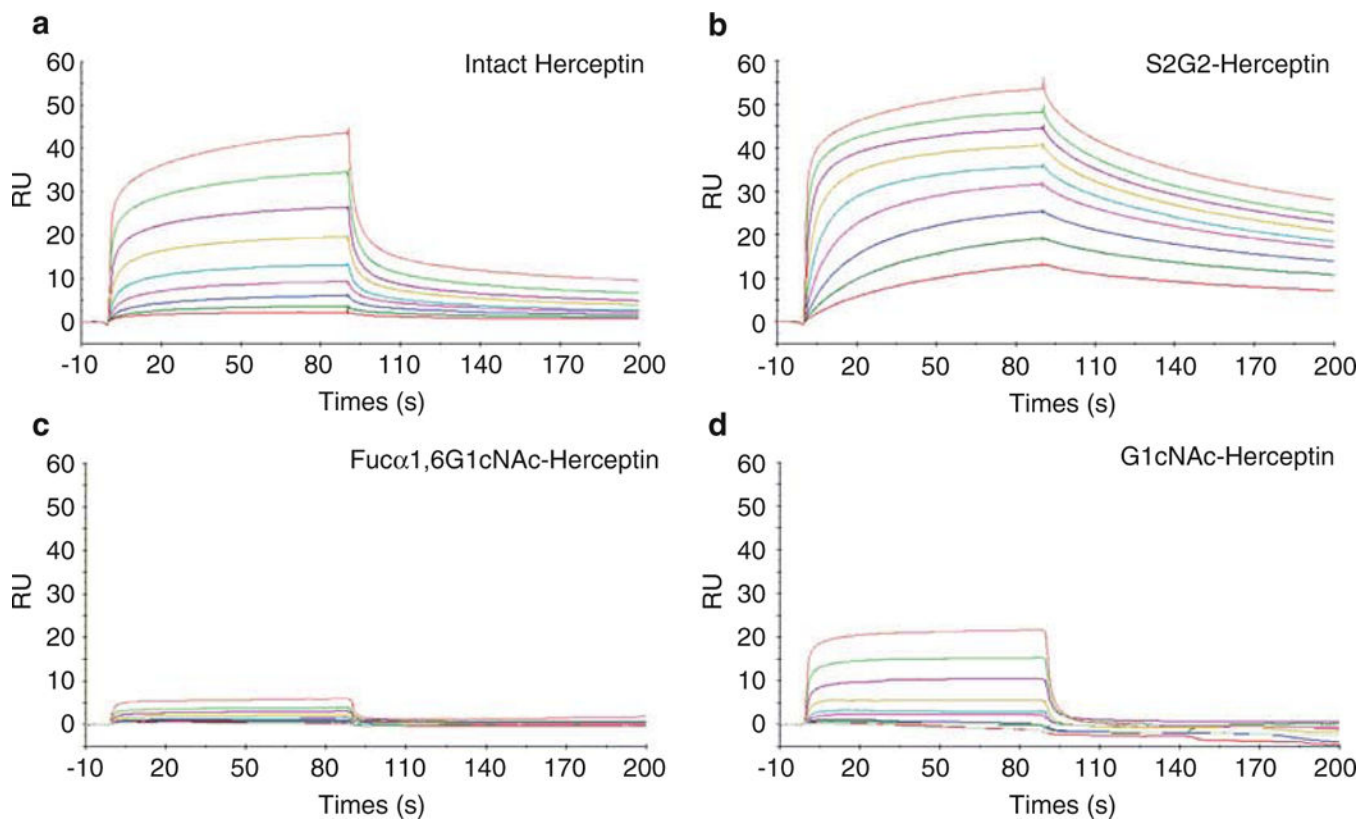 a
Intact Herceptin
60
50
40
30
20
10
0
RU
-10 20 50 80 110 140 170 200
Times (s)
b
S2G2-Herceptin
60
50
40
30
20
10
0
RU
-10 20 50 80 110 140 170 200
Times (s)
c
Fucα1,6G1cNAc-Herceptin
60
50
40
30
20
10
0
RU
-10 20 50 80 110 140 170 200
Times (s)
d
G1cNAc-Herceptin
60
50
40
30
20
10
0
RU
-10 20 50 80 110 140 170 200
Times (s)